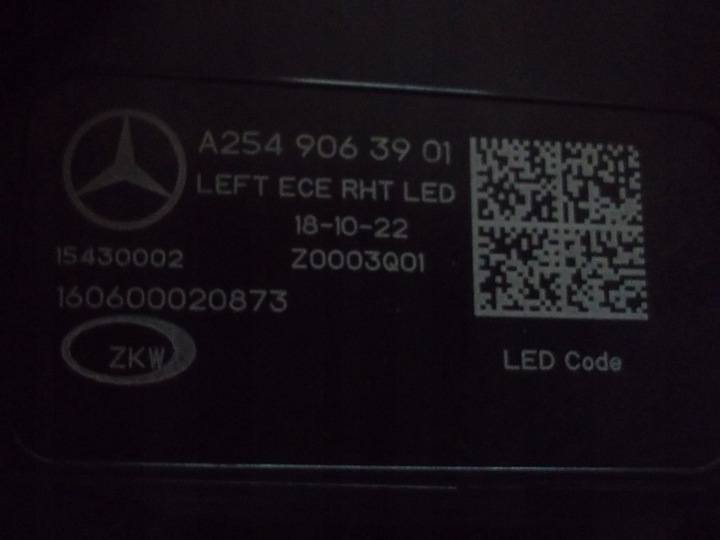 A254 906 39 01
LEFT ECE RHT LED
18-10-22
15430002 Z0003Q01
160600020873
ZKW
LED Code